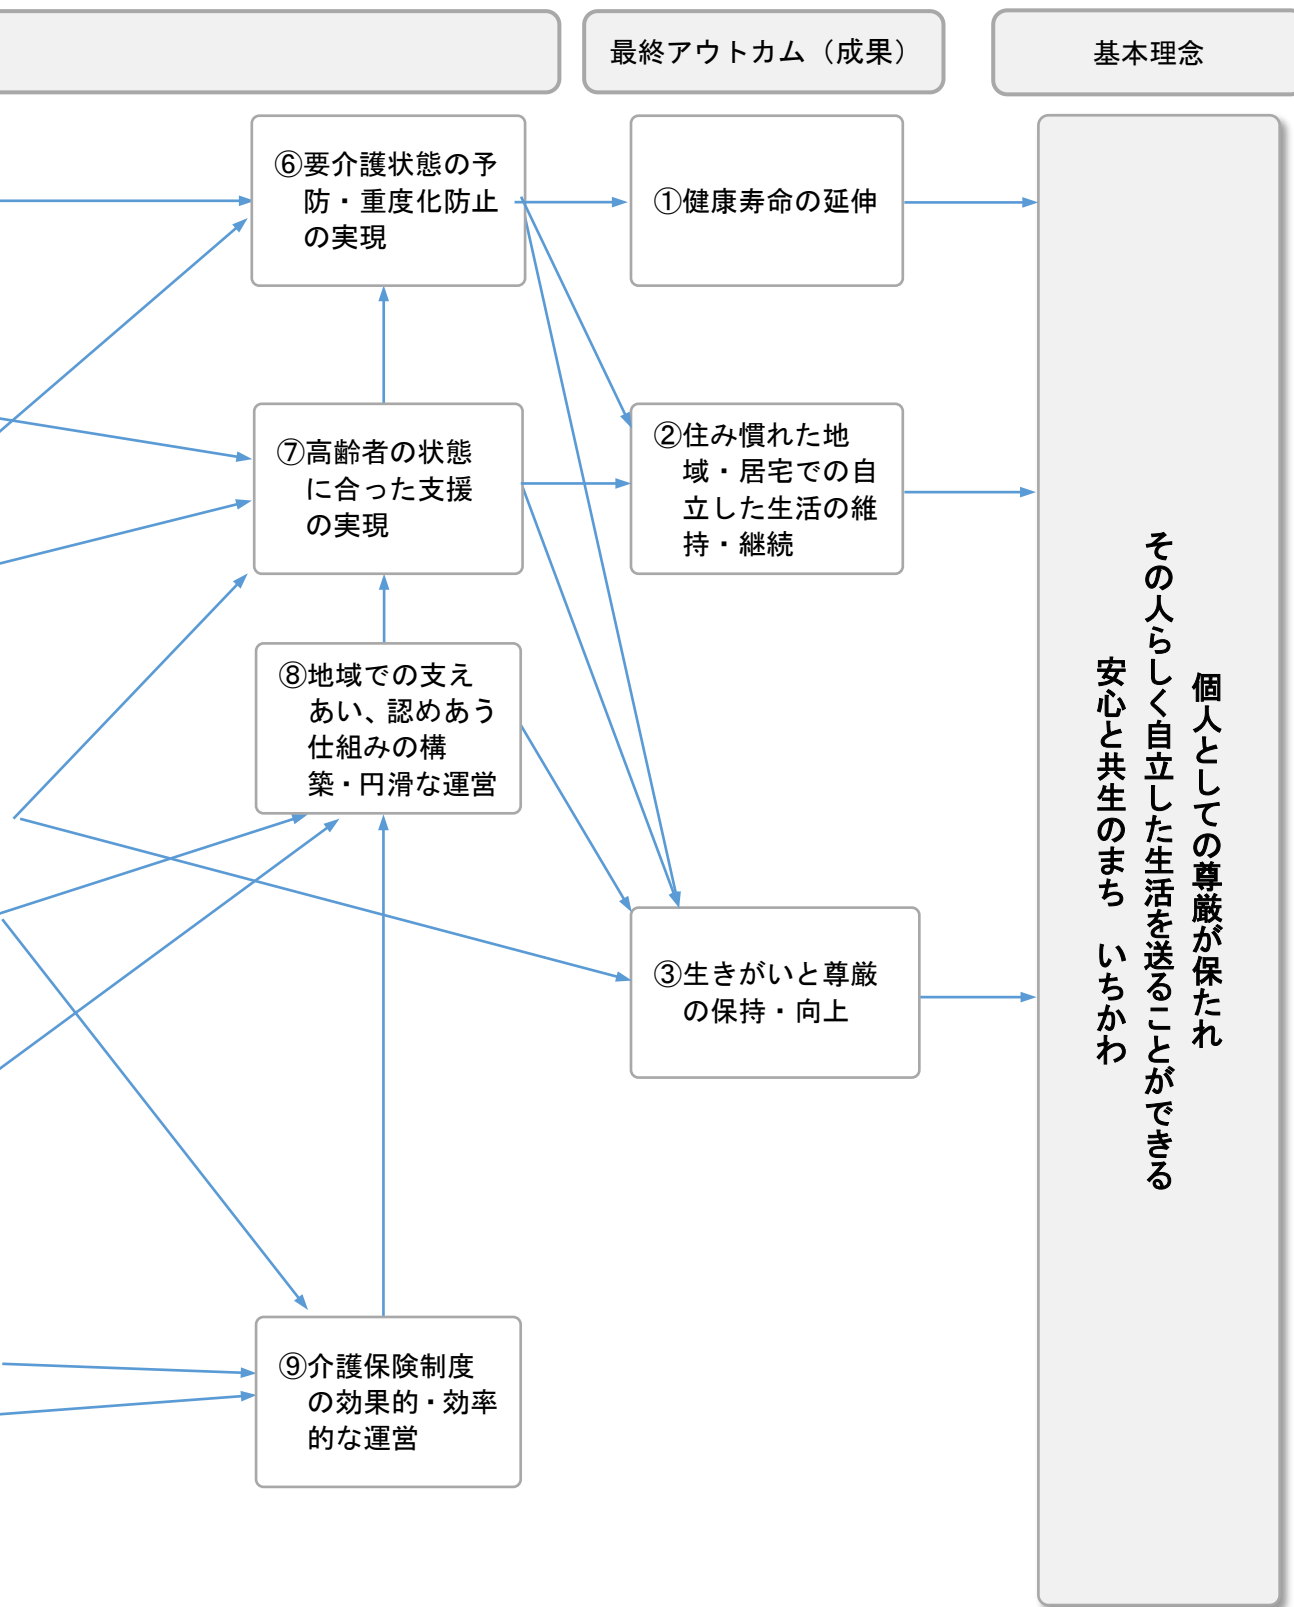 最終アウトカム（成果）
基本理念
⑥要介護状態の予
防・重度化防止
の実現
①健康寿命の延伸
⑦高齢者の状態
に合った支援
の実現
②住み慣れた地
域・居宅での自
立した生活の維
持・継続
⑧地域での支え
あい、認めあう
仕組みの構
築・円滑な運営
③生きがいと尊厳
の保持・向上
⑨介護保険制度
の効果的・効率
的な運営
個人としての尊厳が保たれ
その人らしく自立した生活を送ることができる
安心と共生のまち　いちかわ